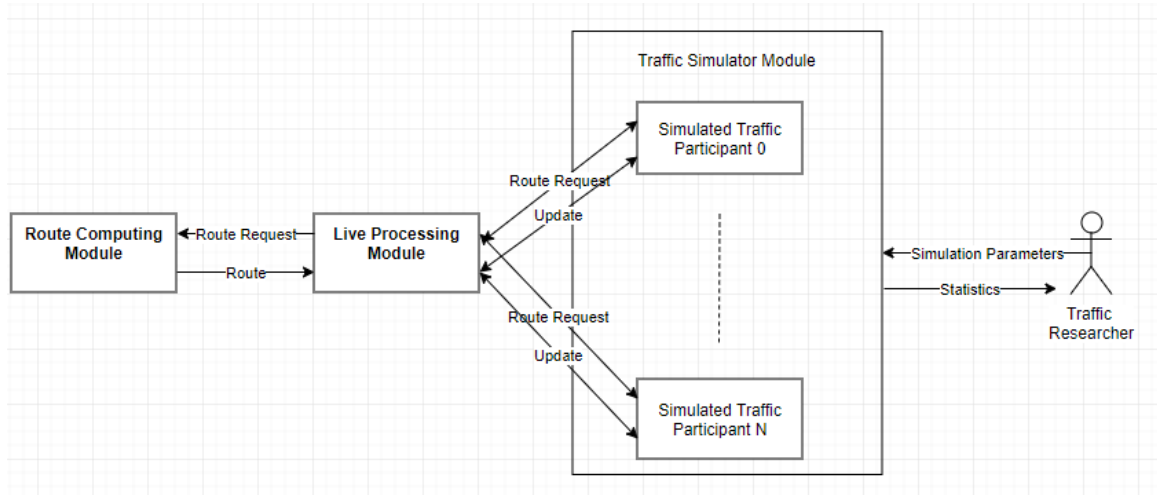 Traffic Simulator Module
Simulated Traffic
Participant 0
Route Request
Update
Route Computing
Module
Route Request
Route
Live Processing
Module
Route Request
Update
Simulated Traffic
Participant N
Simulation Parameters
Statistics
Traffic
Researcher